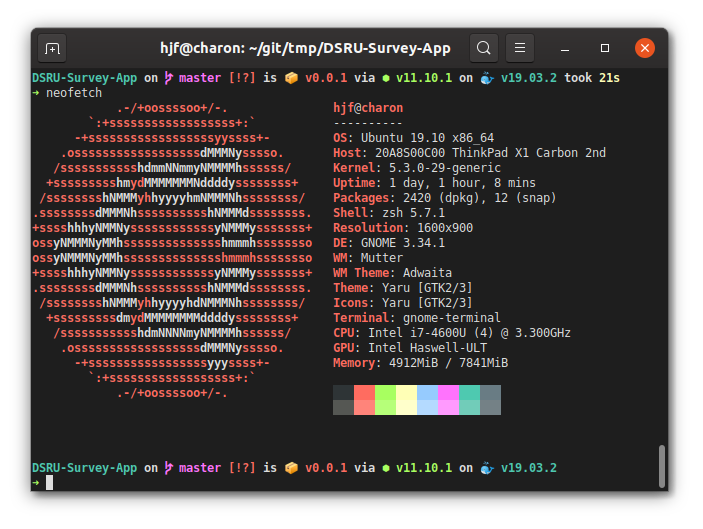 hjf@charon: ~/git/tmp/DSRU-Survey-App
DSRU-Survey-App on master [!?] is 📦 v0.0.1 via ⬢ v11.10.1 on 🐳 v19.03.2 took 21s
➜ neofetch
.-/+oossssoo+/-. hjf@charon
`:+ssssssssssssssssss+:` ----------
-+ssssssssssssssssssyyssss+- OS: Ubuntu 19.10 x86_64
.ossssssssssssssssssdMMMNysssso. Host: 20A8S00C00 ThinkPad X1 Carbon 2nd
/ssssssssssshdmmNNmmyNMMMMhssssss/ Kernel: 5.3.0-29-generic
+ssssssssshmydMMMMMMMNddddyssssssss+ Uptime: 1 day, 1 hour, 8 mins
/sssssssshNMMMyhhyyyyhmNMMMNhssssssss/ Packages: 2420 (dpkg), 12 (snap)
.ssssssssdMMMNhsssssssssshNMMMdssssssss. Shell: zsh 5.7.1
+sssshhhyNMMNyssssssssssssyNMMMysssssss+ Resolution: 1600x900
ossyNMMMNyMMhsssssssssssssshmmmhssssssso DE: GNOME 3.34.1
ossyNMMMNyMMhsssssssssssssshmmmhssssssso WM: Mutter
+sssshhhyNMMNyssssssssssssyNMMMysssssss+ WM Theme: Adwaita
.ssssssssdMMMNhsssssssssshNMMMdssssssss. Theme: Yaru [GTK2/3]
/sssssssshNMMMyhhyyyyhdNMMMNhssssssss/ Icons: Yaru [GTK2/3]
+sssssssssdmydMMMMMMMMddddyssssssss+ Terminal: gnome-terminal
/ssssssssssshdmNNNNmyNMMMMhssssss/ CPU: Intel i7-4600U (4) @ 3.300GHz
.ossssssssssssssssssdMMMNysssso. GPU: Intel Haswell-ULT
-+sssssssssssssssssyyyssss+- Memory: 4912MiB / 7841MiB
`:+ssssssssssssssssss+:`
.-/+oossssoo+/-.
DSRU-Survey-App on master [!?] is 📦 v0.0.1 via ⬢ v11.10.1 on 🐳 v19.03.2
➜